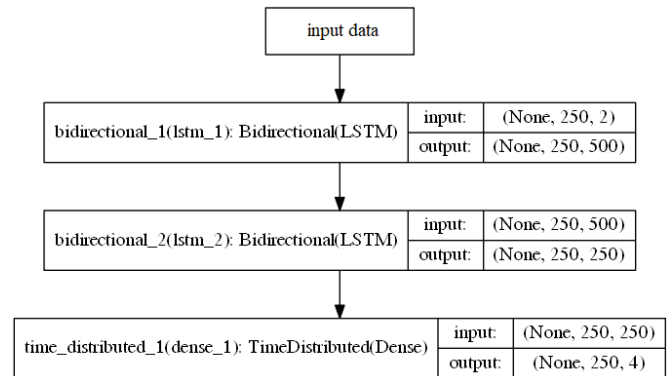 input data
bidirectional_1(lstm_1): Bidirectional(LSTM)
input: (None, 250, 2)
output: (None, 250, 500)
bidirectional_2(lstm_2): Bidirectional(LSTM)
input: (None, 250, 500)
output: (None, 250, 250)
time_distributed_1(dense_1): TimeDistributed(Dense)
input: (None, 250, 250)
output: (None, 250, 4)